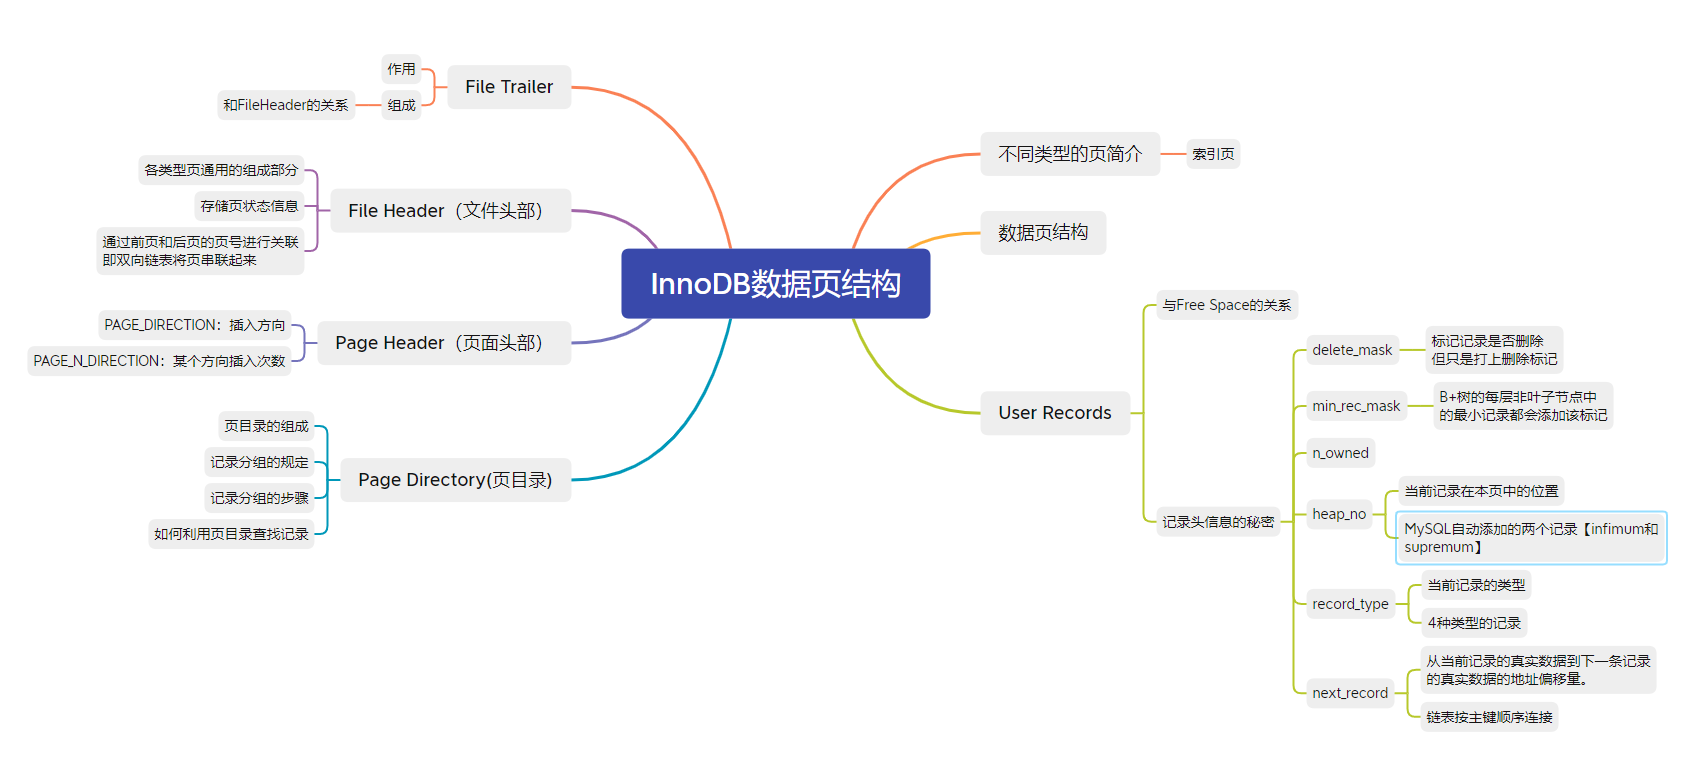 InnoDB数据页结构
不同类型的页简介
索引页
数据页结构
User Records
与Free Space的关系
记录头信息的秘密
delete_mask
标记记录是否删除
但只是打上删除标记
min_rec_mask
B+树的每层非叶子节点中
的最小记录都会添加该标记
n_owned
heap_no
当前记录在本页中的位置
MySQL自动添加的两个记录【infimum和
supremum】
record_type
当前记录的类型
4种类型的记录
next_record
从当前记录的真实数据到下一条记录
的真实数据的地址偏移量。
链表按主键顺序连接
File Trailer
作用
组成
和FileHeader的关系
File Header（文件头部）
各类型页通用的组成部分
存储页状态信息
通过前页和后页的页号进行关联
即双向链表将页串联起来
Page Header（页面头部）
PAGE_DIRECTION：插入方向
PAGE_N_DIRECTION：某个方向插入次数
Page Directory(页目录)
页目录的组成
记录分组的规定
记录分组的步骤
如何利用页目录查找记录